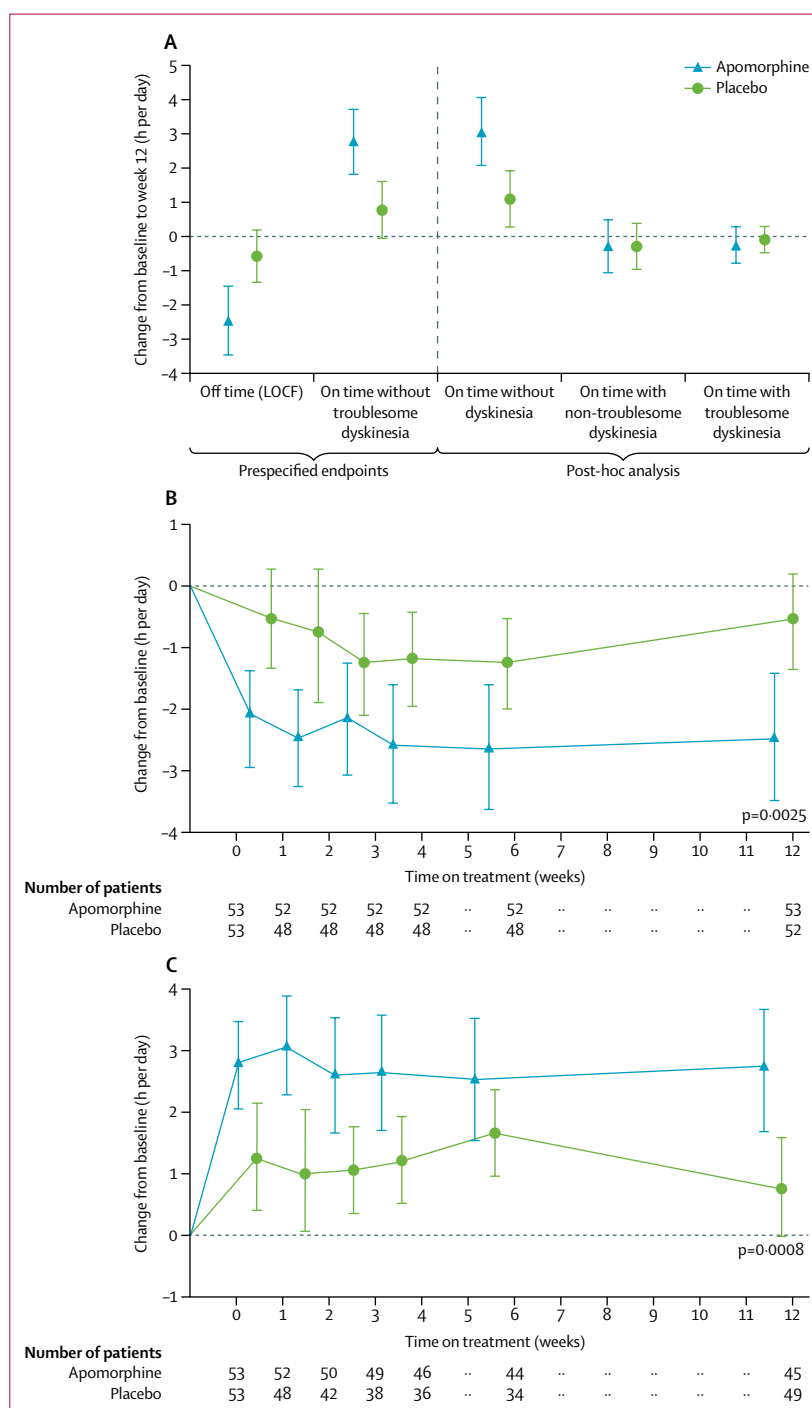 A
Apomorphine
Placebo
Change from baseline to week 12 (h per day)
5
4
3
2
1
0
–1
–2
–3
–4
Off time (LOCF)
On time without
troublesome
dyskinesia
On time without
dyskinesia
On time with
non-troublesome
dyskinesia
On time with
troublesome
dyskinesia
Prespecified endpoints
Post-hoc analysis
B
Change from baseline (h per day)
1
0
–1
–2
–3
–4
p=0·0025
0 1 2 3 4 5 6 7 8 9 10 11 12
Time on treatment (weeks)
Number of patients
Apomorphine 53 52 52 52 52 ·· 52 ·· ·· ·· ·· ·· 53
Placebo 53 48 48 48 48 ·· 48 ·· ·· ·· ·· ·· 52
C
Change from baseline (h per day)
4
3
2
1
0
–1
p=0·0008
0 1 2 3 4 5 6 7 8 9 10 11 12
Time on treatment (weeks)
Number of patients
Apomorphine 53 52 50 49 46 ·· 44 ·· ·· ·· ·· ·· 45
Placebo 53 48 42 38 36 ·· 34 ·· ·· ·· ·· ·· 49